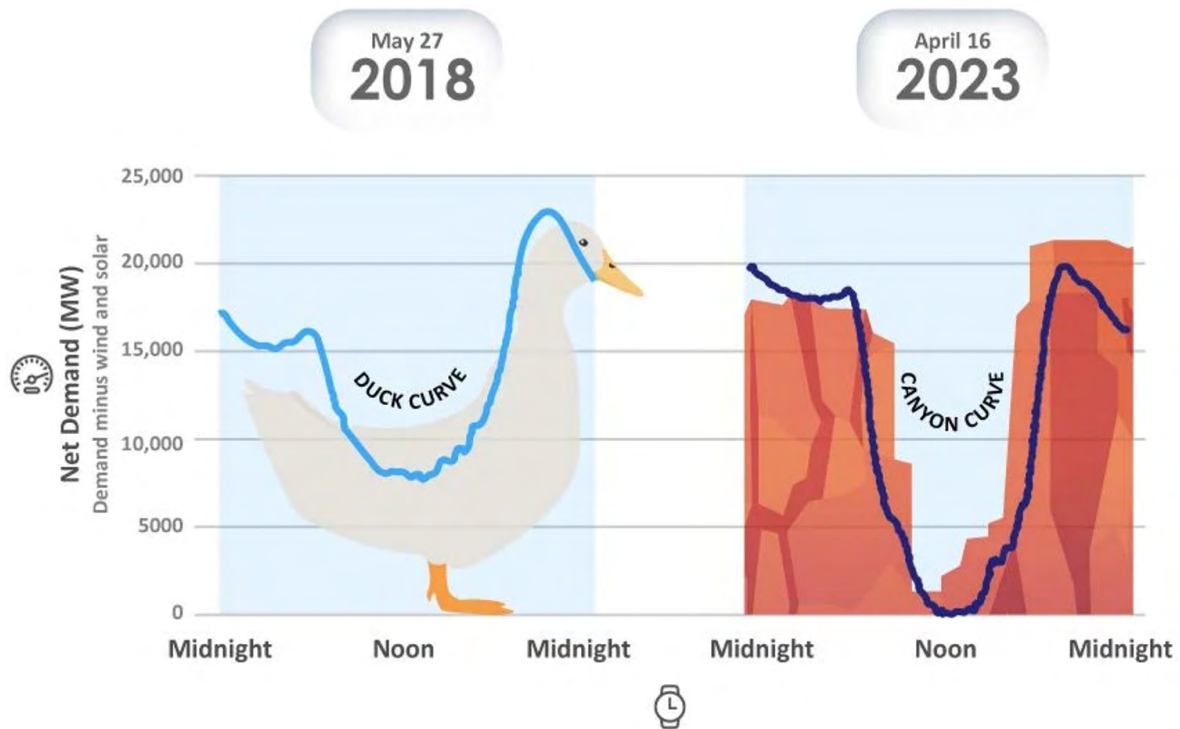 May 27
2018
April 16
2023
Net Demand (MW)
Demand minus wind and solar
25,000
20,000
15,000
10,000
5000
0
DUCK CURVE
CANYON CURVE
Midnight
Noon
Midnight
Midnight
Noon
Midnight